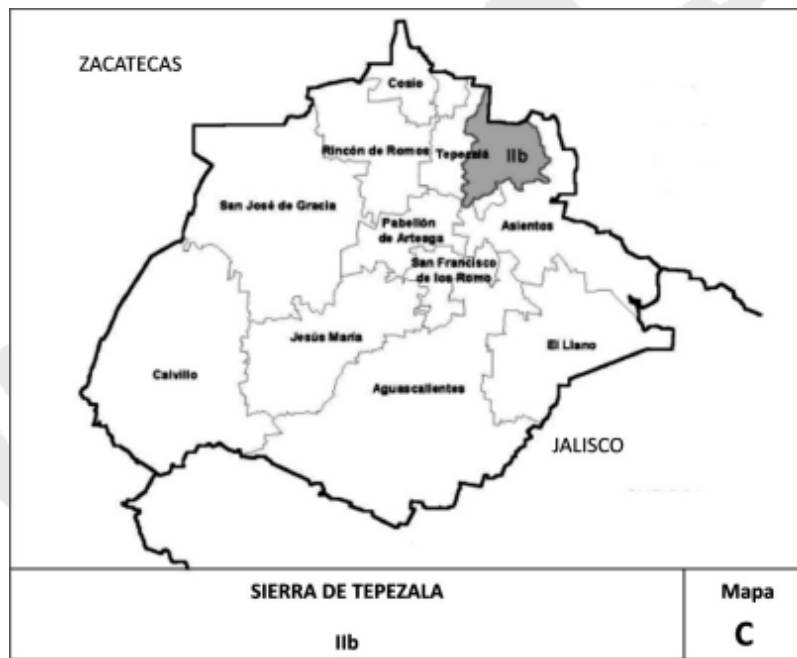 ZACATECAS
Cosío
Rincón de Romos
Tepezalá
IIb
San José de Gracia
Pabellón
de Arteaga
Asientos
San Francisco
de los Romo
Jesús María
El Llano
Calvillo
Aguascalientes
JALISCO
SIERRA DE TEPEZALA
IIb
Mapa
C